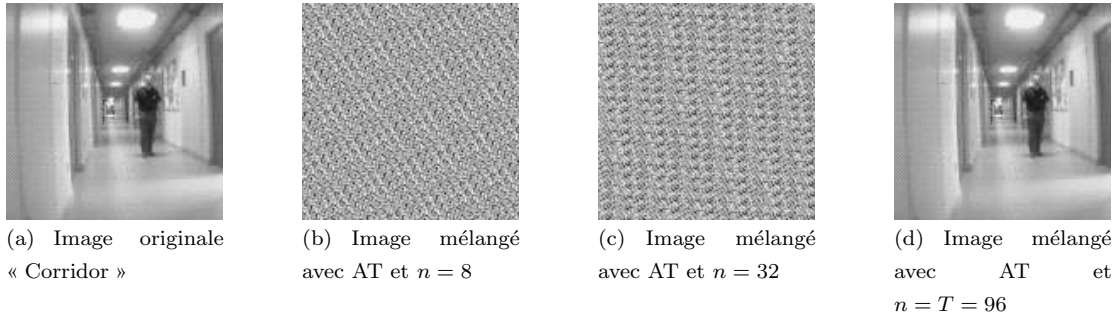 (a) Image originale
« Corridor »
(b) Image mélangé
avec AT et n = 8
(c) Image mélangé
avec AT et n = 32
(d) Image mélangé
avec AT et
n = T = 96